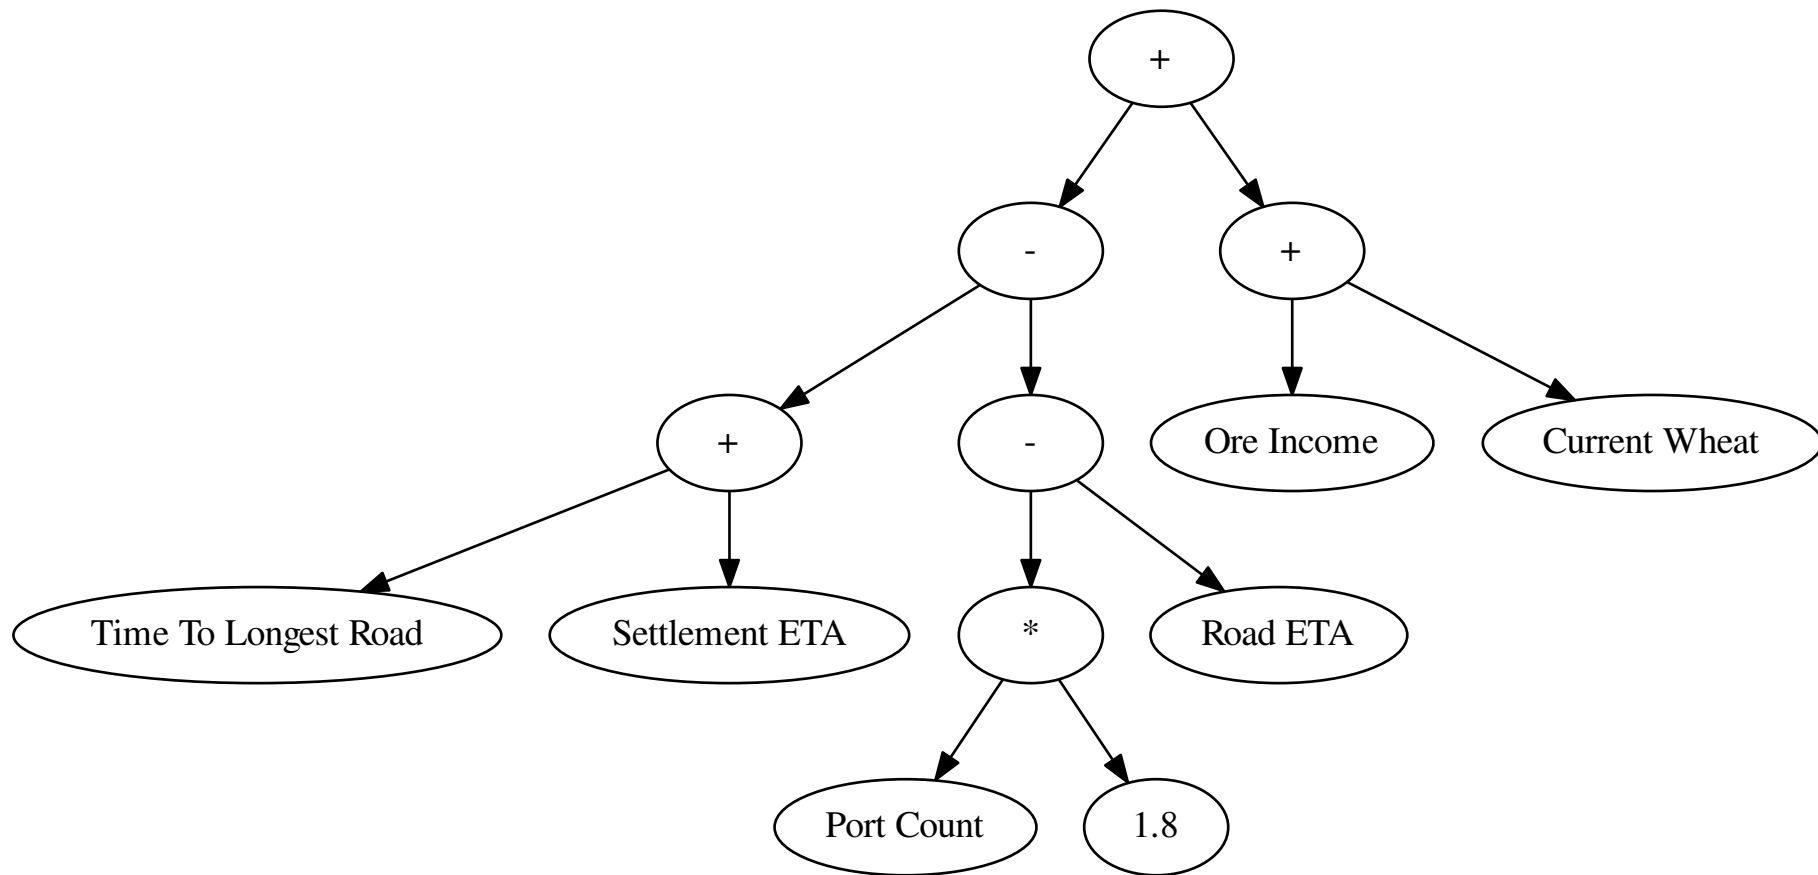 +
-
+
+
-
Ore Income
Current Wheat
Time To Longest Road
Settlement ETA
*
Road ETA
Port Count
1.8